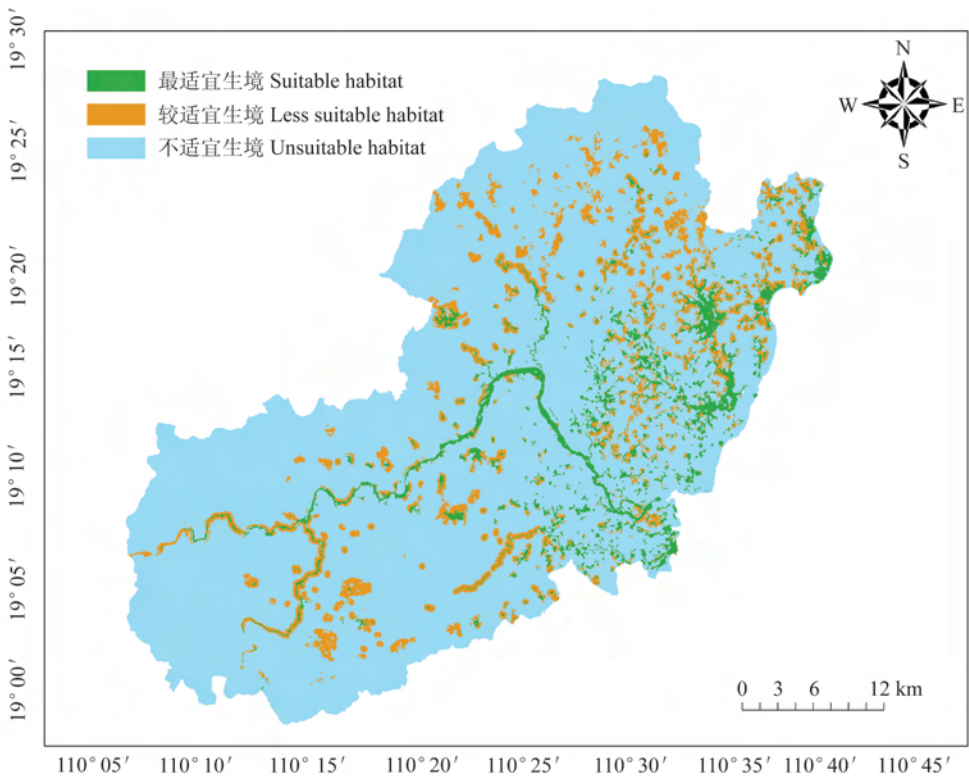 最适宜生境 Suitable habitat
较适宜生境 Less suitable habitat
不适宜生境 Unsuitable habitat
N
W E
S
19° 30′
19° 25′
19° 20′
19° 15′
19° 10′
19° 05′
19° 00′
0 3 6 12 km
110° 05′ 110° 10′ 110° 15′ 110° 20′ 110° 25′ 110° 30′ 110° 35′ 110° 40′ 110° 45′